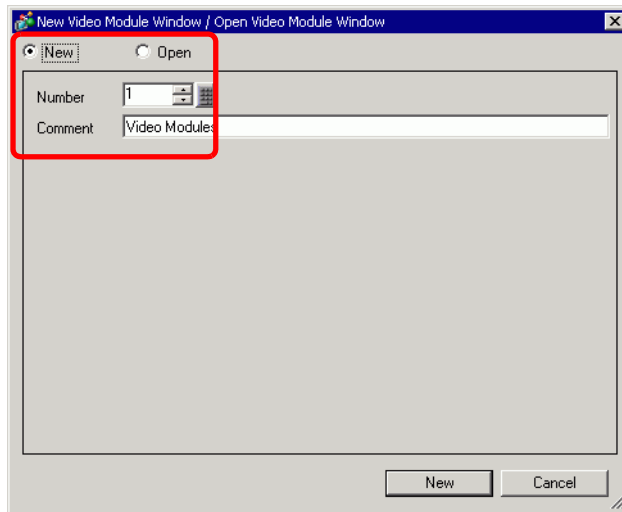 New Video Module Window / Open Video Module Window
New Open
Number 1
Comment Video Modules
New Cancel